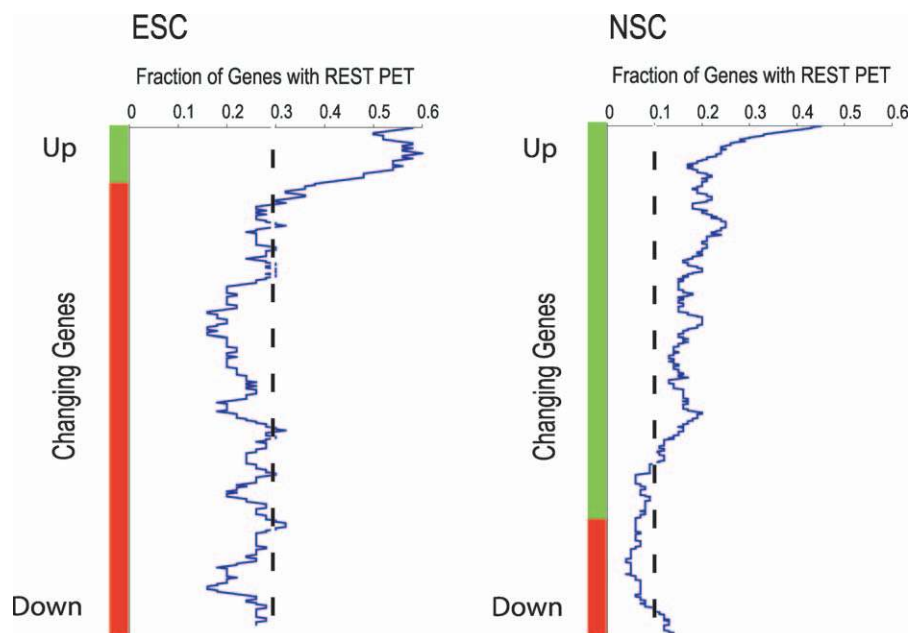 ESC
Fraction of Genes with REST PET
0 0.1 0.2 0.3 0.4 0.5 0.6
Up
Changing Genes
Down
NSC
Fraction of Genes with REST PET
0 0.1 0.2 0.3 0.4 0.6
Up
Changing Genes
Down